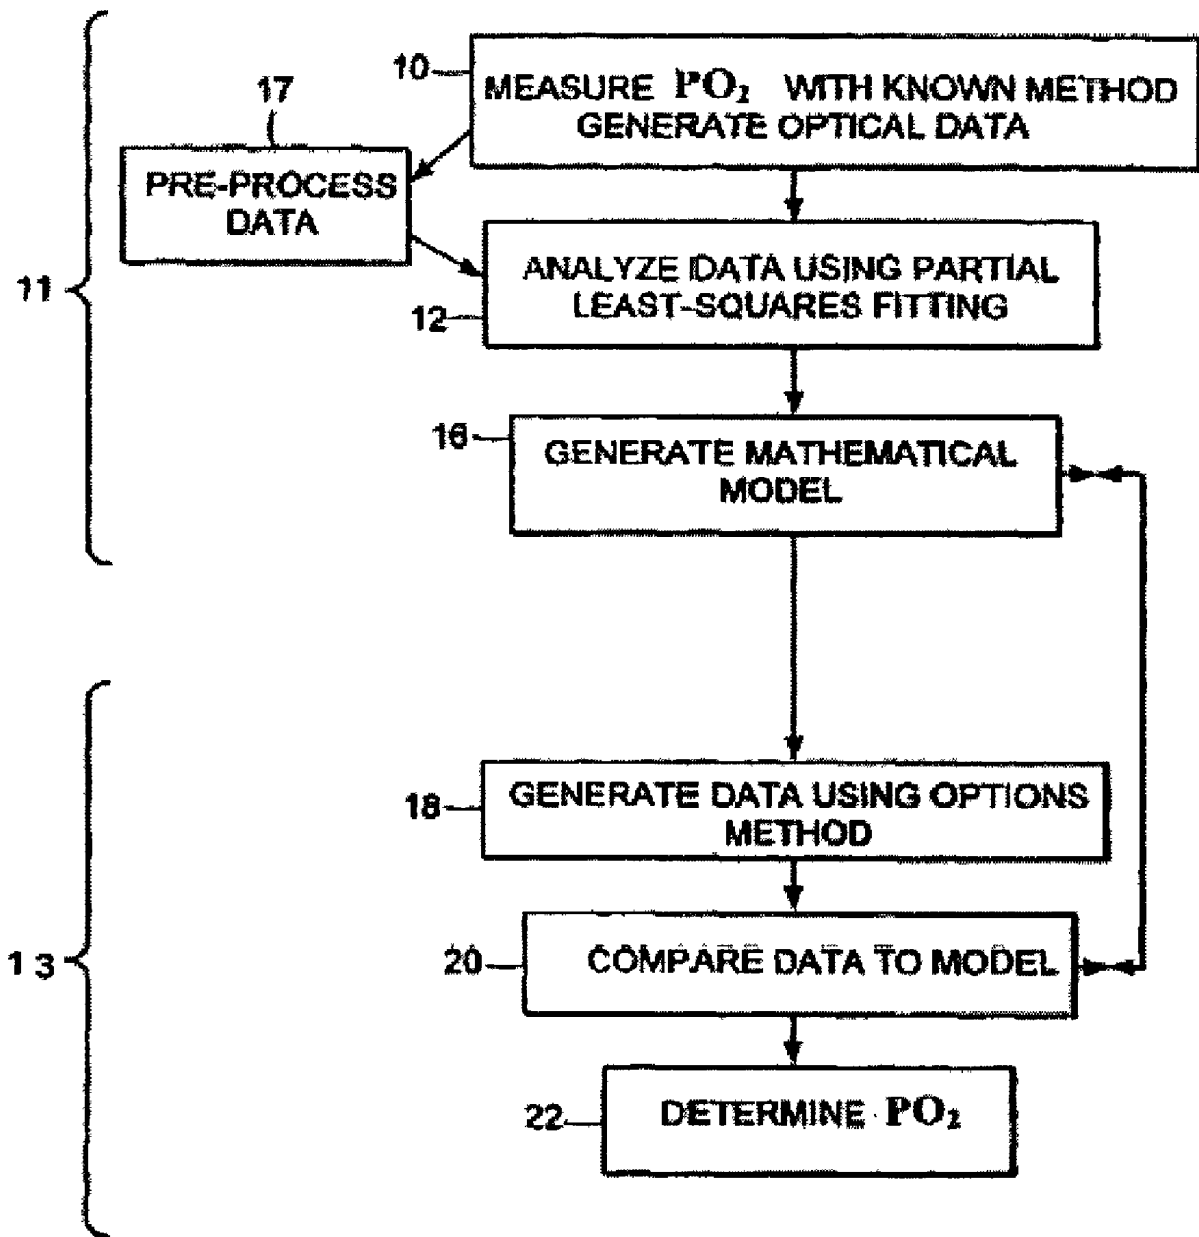 10
MEASURE PO₂ WITH KNOWN METHOD
GENERATE OPTICAL DATA
17
PRE-PROCESS
DATA
11
ANALYZE DATA USING PARTIAL
LEAST-SQUARES FITTING
12
16
GENERATE MATHEMATICAL
MODEL
18
GENERATE DATA USING OPTIONS
METHOD
13
20
COMPARE DATA TO MODEL
22
DETERMINE PO₂